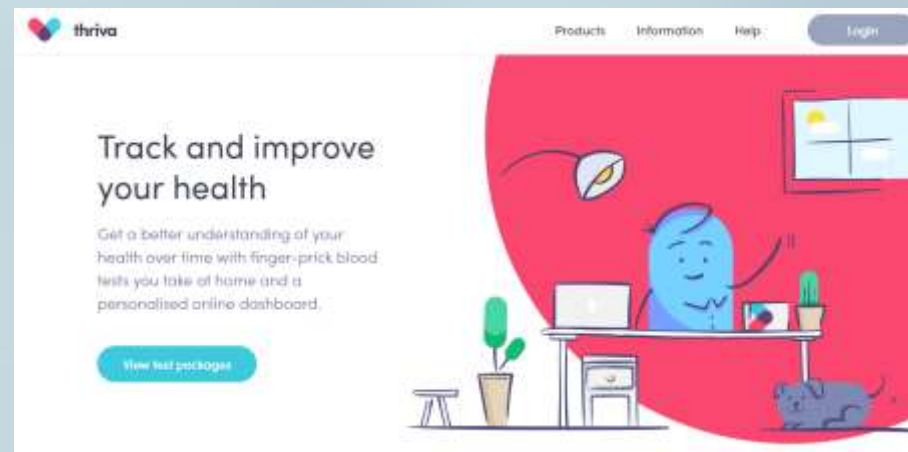 thriva
Products Information Help Login
Track and improve
your health
Get a better understanding of your
health over time with finger-prick blood
tests you take at home and a
personalised online dashboard.
View test packages